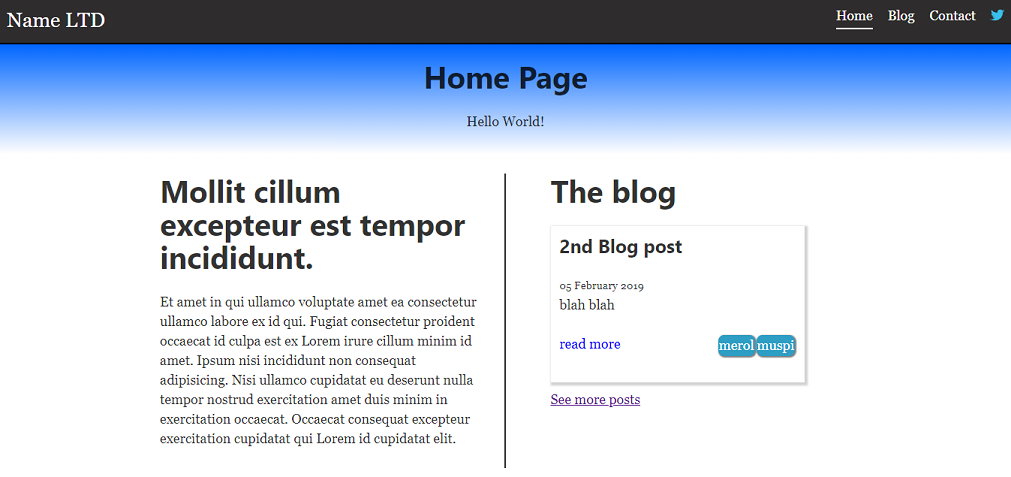 Name LTD
Home Blog Contact
Home Page
Hello World!
Mollit cillum
excepteur est tempor
incididunt.
Et amet in qui ullamco voluptate amet ea consectetur
ullamco labore ex id qui. Fugiat consectetur proident
occaecat id culpa est ex Lorem irure cillum minim id
amet. Ipsum nisi incididunt non consequat
adipisicing. Nisi ullamco cupidatat eu deserunt nulla
tempor nostrud exercitation amet duis minim in
exercitation occaecat. Occaecat consequat excepteur
exercitation cupidatat qui Lorem id cupidatat elit.
The blog
2nd Blog post
05 February 2019
blah blah
read more merol muspi
See more posts